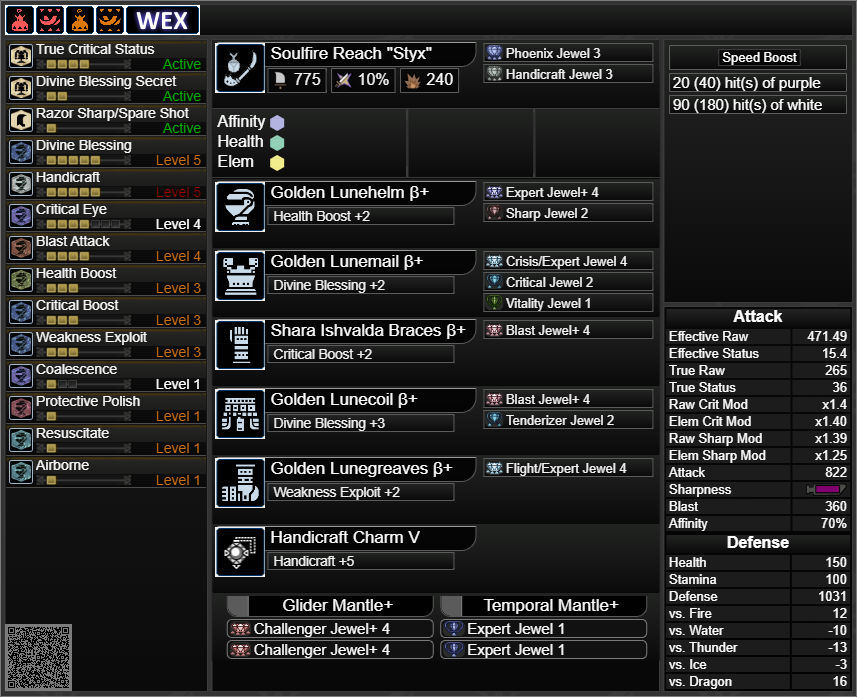 WEX
True Critical Status
Active
Divine Blessing Secret
Active
Razor Sharp/Spare Shot
Active
Divine Blessing
Level 5
Handicraft
Level 5
Critical Eye
Level 4
Blast Attack
Level 4
Health Boost
Level 3
Critical Boost
Level 3
Weakness Exploit
Level 3
Coalescence
Level 1
Protective Polish
Level 1
Resuscitate
Level 1
Airborne
Level 1
Soulfire Reach "Styx"
775 10% 240
Phoenix Jewel 3
Handicraft Jewel 3
Affinity
Health
Elem
Golden Lunehelm β+
Health Boost +2
Expert Jewel+ 4
Sharp Jewel 2
Golden Lunemail β+
Divine Blessing +2
Crisis/Expert Jewel 4
Critical Jewel 2
Vitality Jewel 1
Shara Ishvalda Braces β+
Critical Boost +2
Blast Jewel+ 4
Golden Lunecoil β+
Divine Blessing +3
Blast Jewel+ 4
Tenderizer Jewel 2
Golden Lunegreaves β+
Weakness Exploit +2
Flight/Expert Jewel 4
Handicraft Charm V
Handicraft +5
Glider Mantle+
Challenger Jewel+ 4
Challenger Jewel+ 4
Temporal Mantle+
Expert Jewel 1
Expert Jewel 1
Speed Boost
20 (40) hit(s) of purple
90 (180) hit(s) of white
Attack
Effective Raw 471.49
Effective Status 15.4
True Raw 265
True Status 36
Raw Crit Mod x1.4
Elem Crit Mod x1.40
Raw Sharp Mod x1.39
Elem Sharp Mod x1.25
Attack 822
Sharpness
Blast 360
Affinity 70%
Defense
Health 150
Stamina 100
Defense 1031
vs. Fire 12
vs. Water -10
vs. Thunder -13
vs. Ice -3
vs. Dragon 16